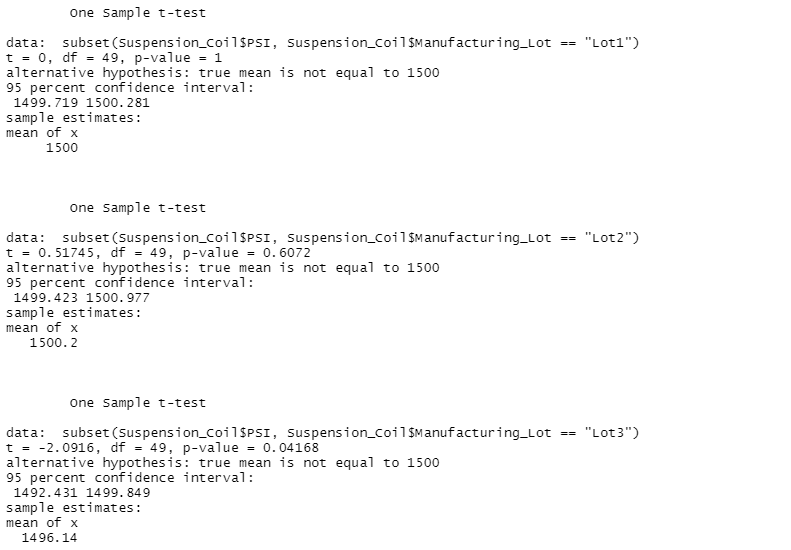 One Sample t-test
data:  subset(Suspension_Coil$PSI, Suspension_Coil$Manufacturing_Lot == "Lot1")
t = 0, df = 49, p-value = 1
alternative hypothesis: true mean is not equal to 1500
95 percent confidence interval:
1499.719 1500.281
sample estimates:
mean of x
1500
One Sample t-test
data:  subset(Suspension_Coil$PSI, Suspension_Coil$Manufacturing_Lot == "Lot2")
t = 0.51745, df = 49, p-value = 0.6072
alternative hypothesis: true mean is not equal to 1500
95 percent confidence interval:
1499.423 1500.977
sample estimates:
mean of x
1500.2
One Sample t-test
data:  subset(Suspension_Coil$PSI, Suspension_Coil$Manufacturing_Lot == "Lot3")
t = -2.0916, df = 49, p-value = 0.04168
alternative hypothesis: true mean is not equal to 1500
95 percent confidence interval:
1492.431 1499.849
sample estimates:
mean of x
1496.14